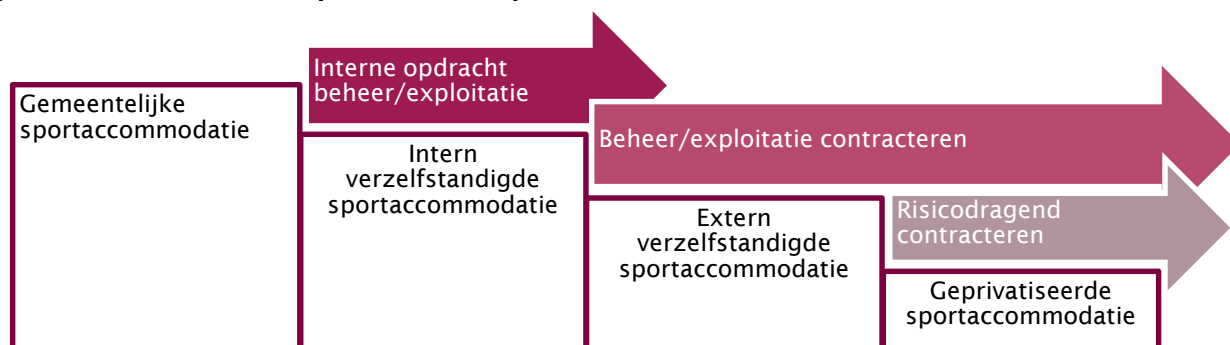 Interne opdracht
beheer/exploitatie
Gemeentelijke
sportaccommodatie
Beheer/exploitatie contracteren
Intern
verzelfstandigde
sportaccommodatie
Risicodragend
contracteren
Extern
verzelfstandigde
sportaccommodatie
Geprivatiseerde
sportaccommodatie